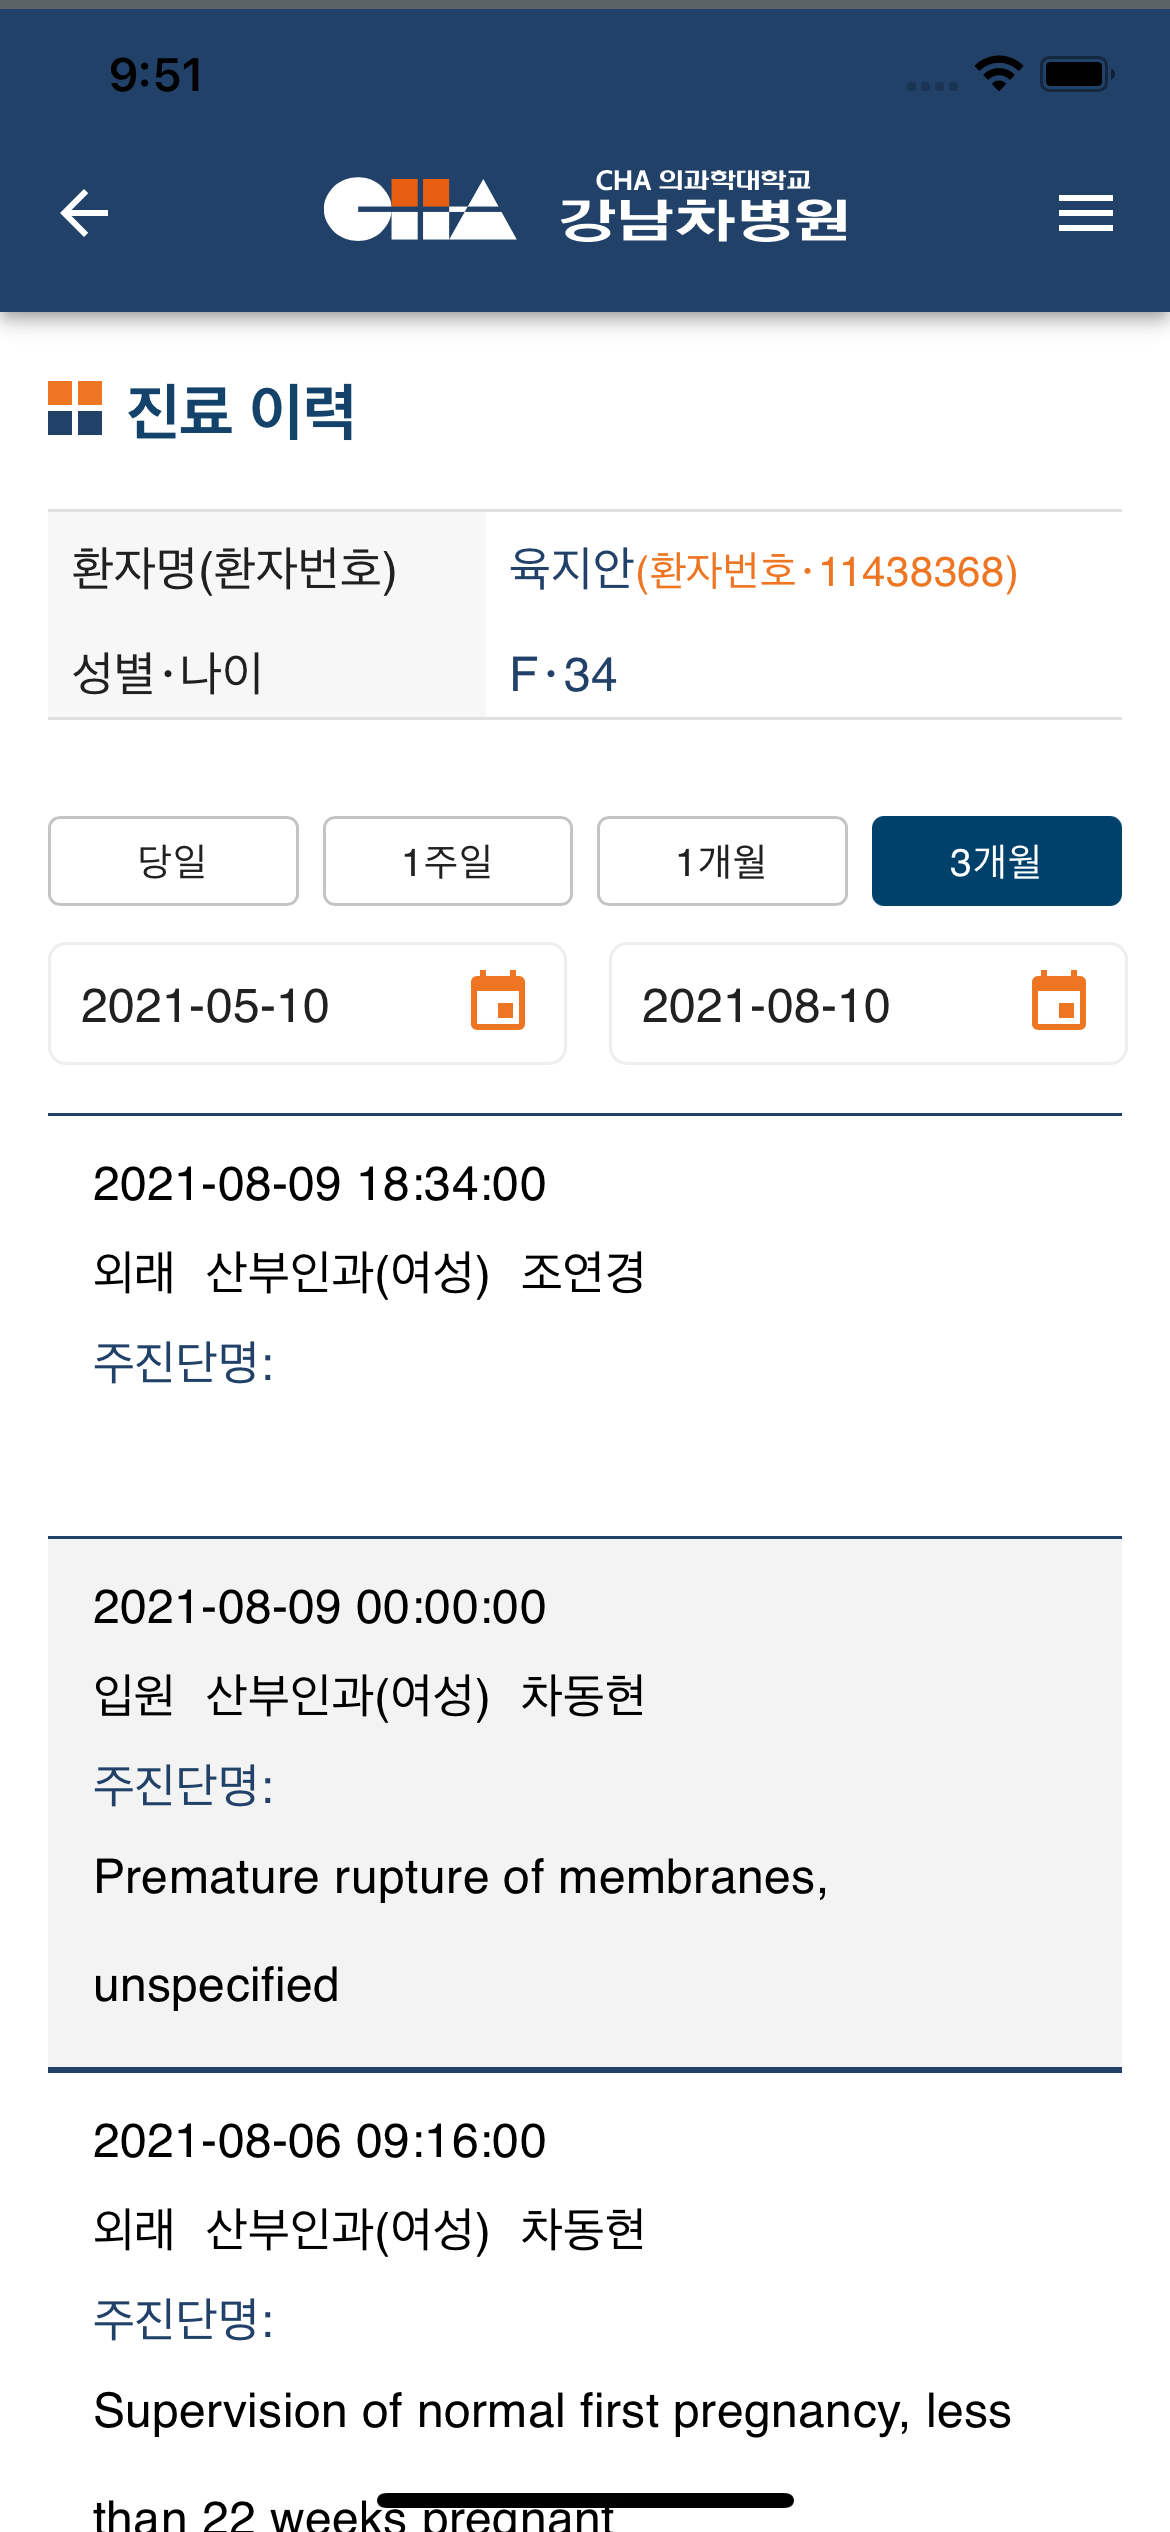 9:51
CHA
CHA 의과학대학교
강남차병원
진료 이력
환자명(환자번호) 육지안(환자번호·11438368)
성별·나이 F·34
당일 1주일 1개월 3개월
2021-05-10 2021-08-10
2021-08-09 18:34:00
외래 산부인과(여성) 조연경
주진단명:
2021-08-09 00:00:00
입원 산부인과(여성) 차동현
주진단명:
Premature rupture of membranes,
unspecified
2021-08-06 09:16:00
외래 산부인과(여성) 차동현
주진단명:
Supervision of normal first pregnancy, less
than 22 weeks pregnant